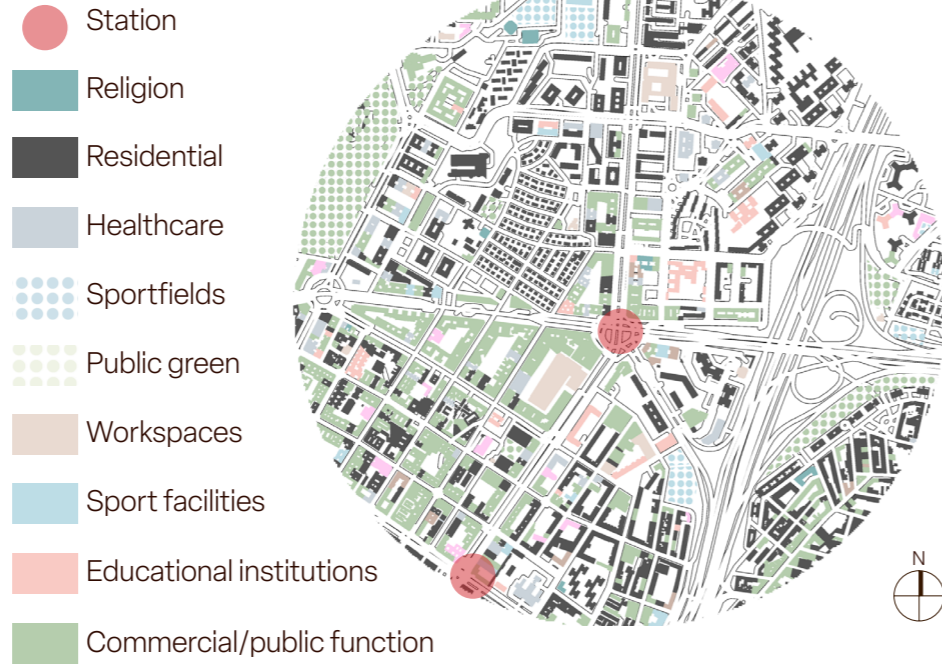 Station
Religion
Residential
Healthcare
Sportfields
Public green
Workspaces
Sport facilities
Educational institutions
Commercial/public function
N